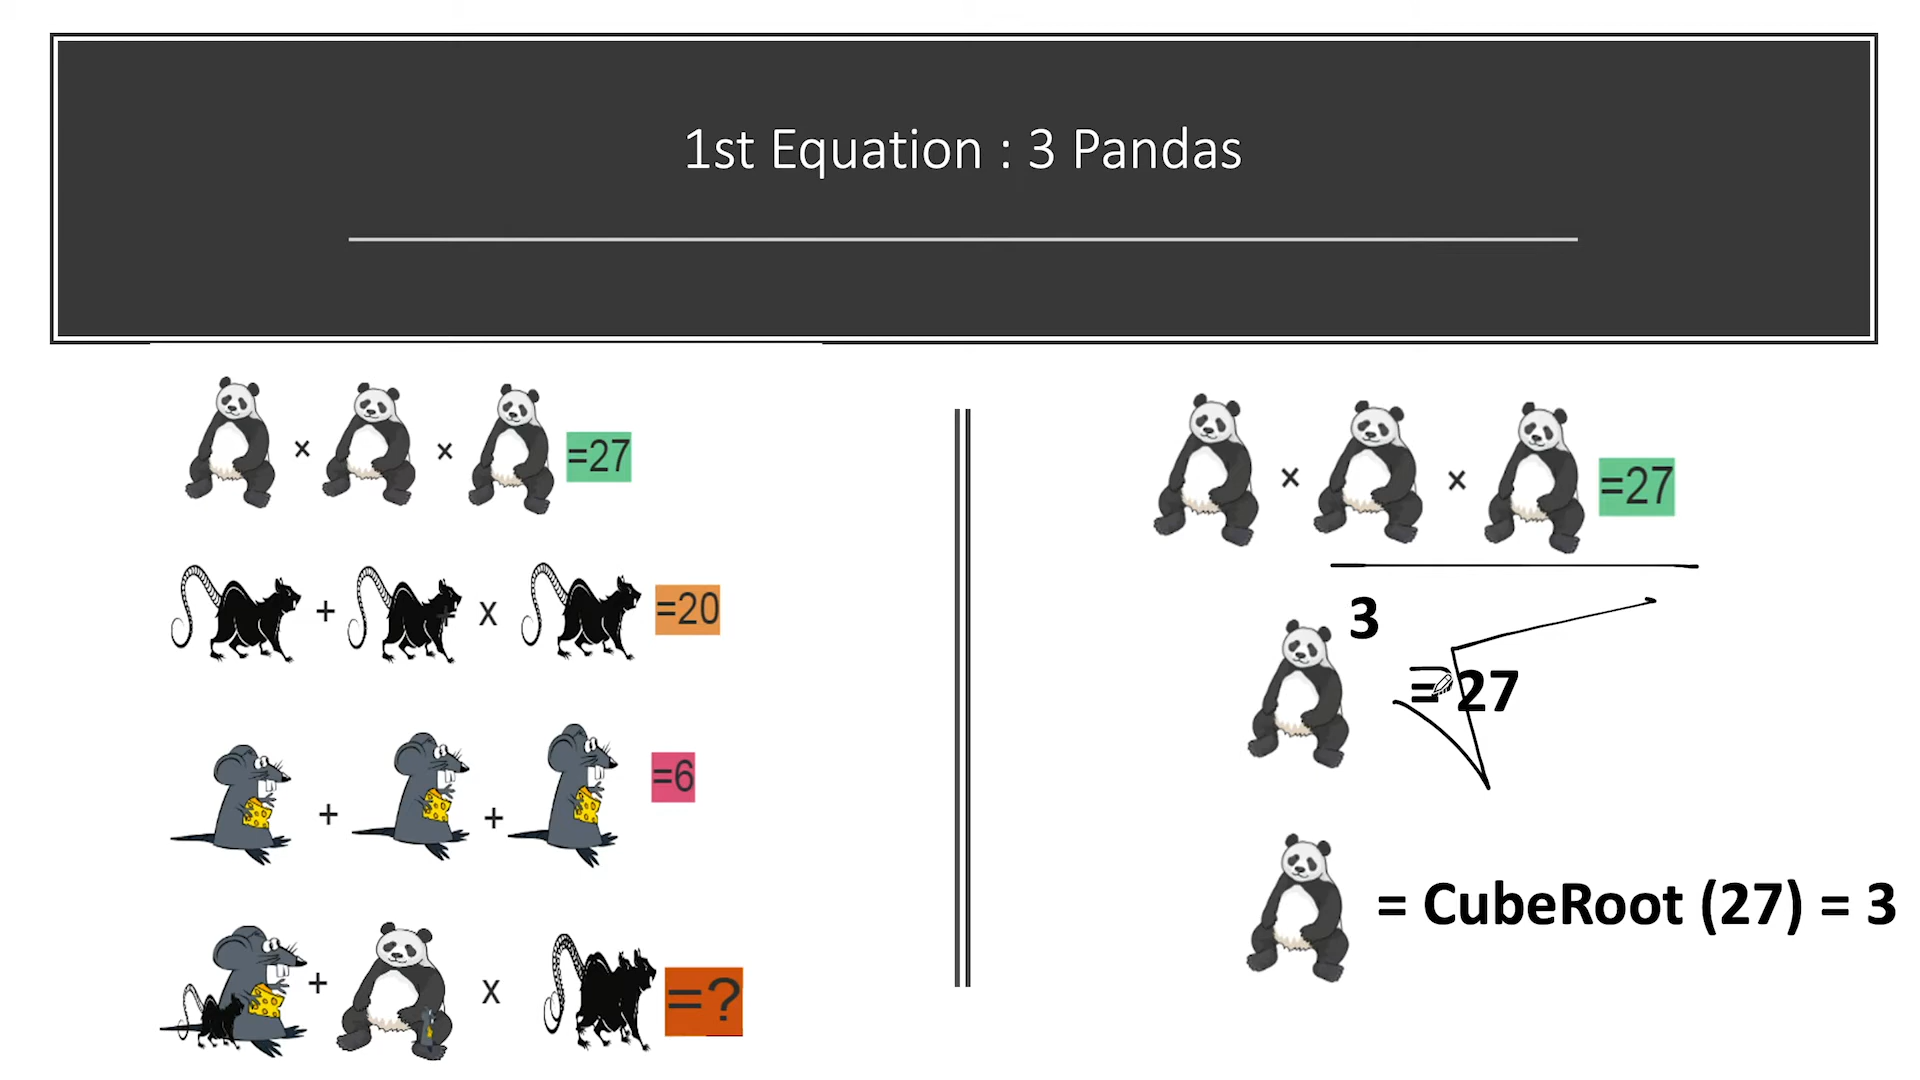 1st Equation : 3 Pandas
× × =27
+ + x =20
+ + =6
+ x =?
× × =27
3
= 27
= CubeRoot (27) = 3